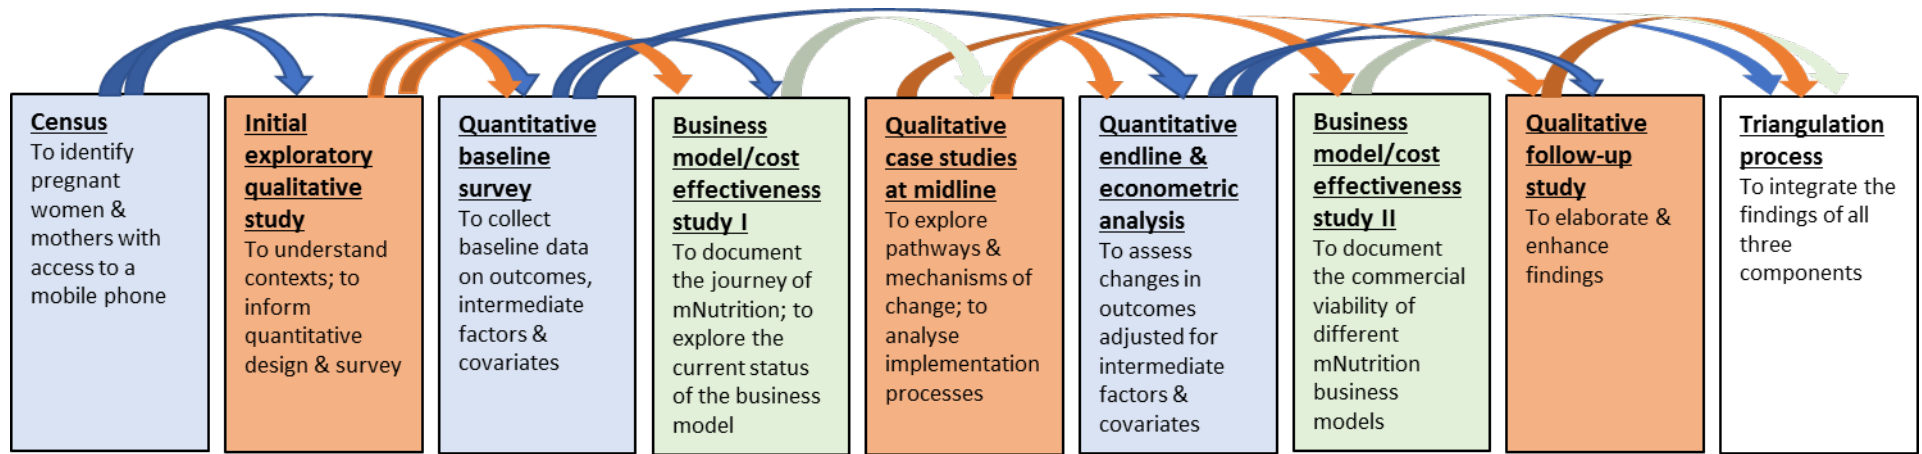 Census
To identify
pregnant
women &
mothers with
access to a
mobile phone
Initial
exploratory
qualitative
study
To understand
contexts; to
inform
quantitative
design & survey
Quantitative
baseline
survey
To collect
baseline data
on outcomes,
intermediate
factors &
covariates
Business
model/cost
effectiveness
study I
To document
the journey of
mNutrition; to
explore the
current status
of the business
model
Qualitative
case studies
at midline
To explore
pathways &
mechanisms of
change; to
analyse
implementation
processes
Quantitative
endline &
econometric
analysis
To assess
changes in
outcomes
adjusted for
intermediate
factors &
covariates
Business
model/cost
effectiveness
study II
To document
the commercial
viability of
different
mNutrition
business
models
Qualitative
follow-up
study
To elaborate &
enhance
findings
Triangulation
process
To integrate the
findings of all
three
components